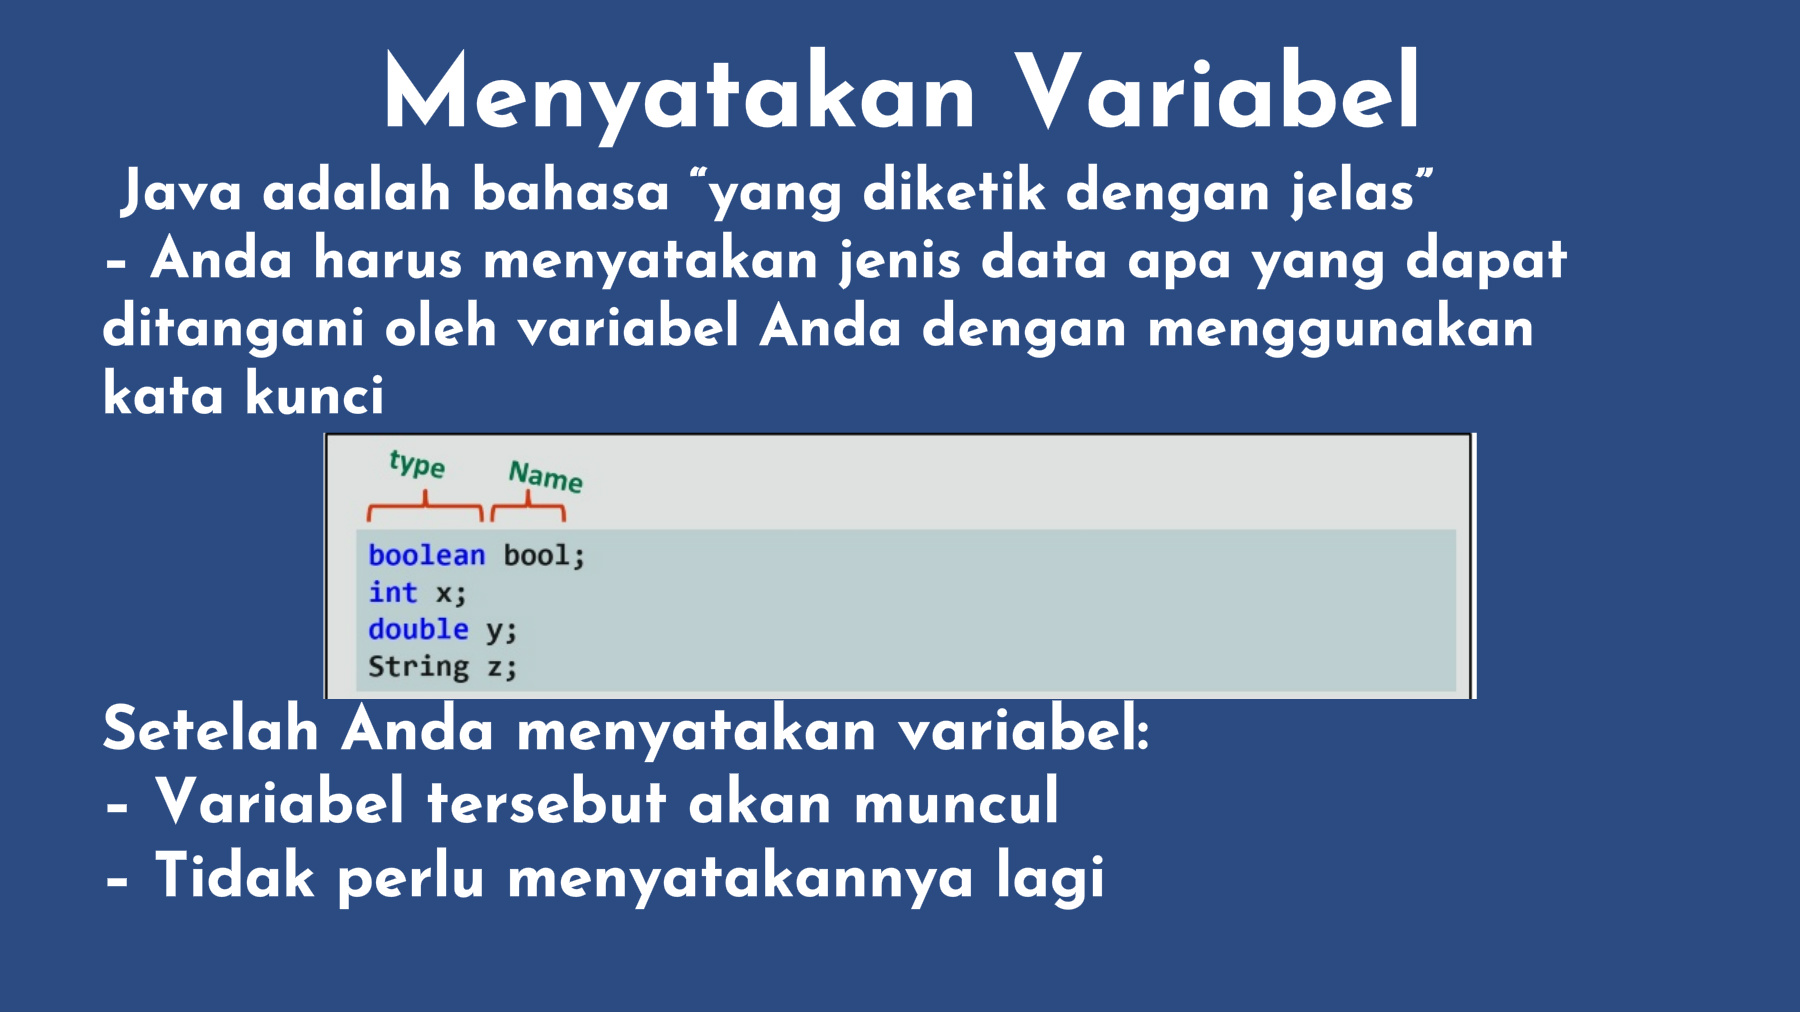 Menyatakan Variabel
Java adalah bahasa “yang diketik dengan jelas”
– Anda harus menyatakan jenis data apa yang dapat
ditangani oleh variabel Anda dengan menggunakan
kata kunci
type Name
boolean bool;
int x;
double y;
String z;
Setelah Anda menyatakan variabel:
– Variabel tersebut akan muncul
– Tidak perlu menyatakannya lagi